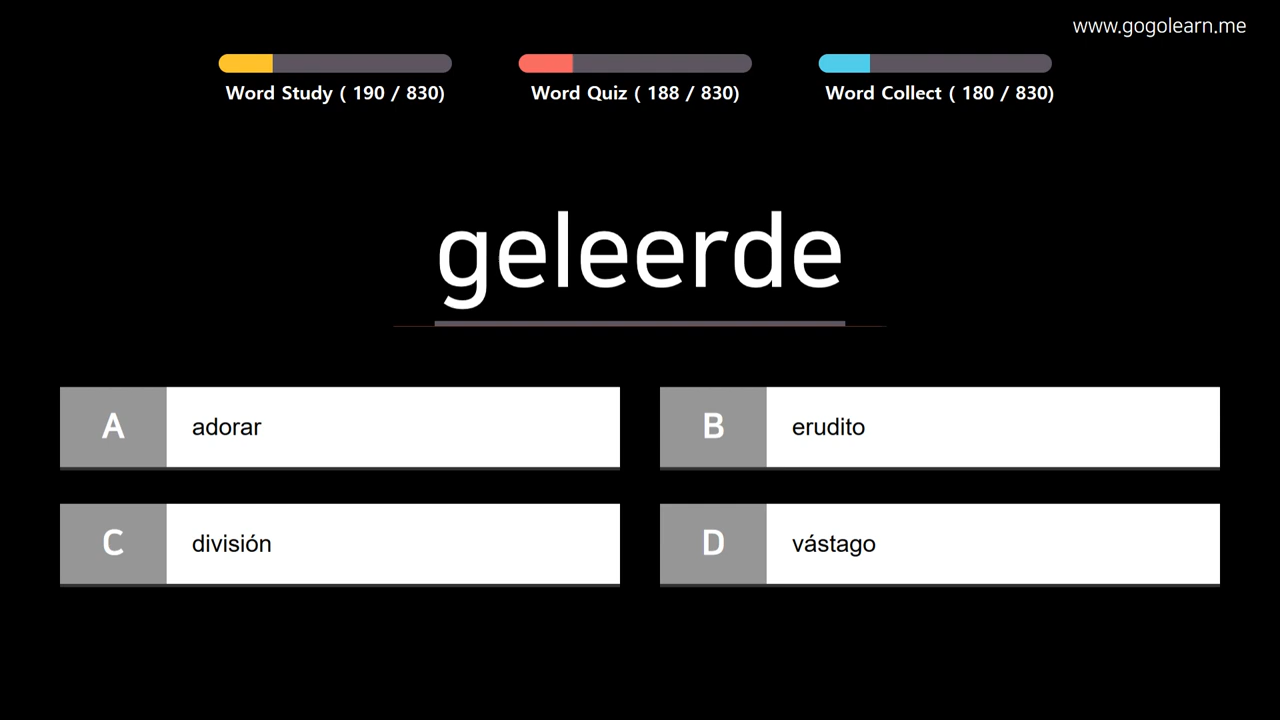 www.gogolearn.me
Word Study ( 190 / 830)
Word Quiz ( 188 / 830)
Word Collect ( 180 / 830)
geleerde
A adorar
B erudito
C división
D vástago